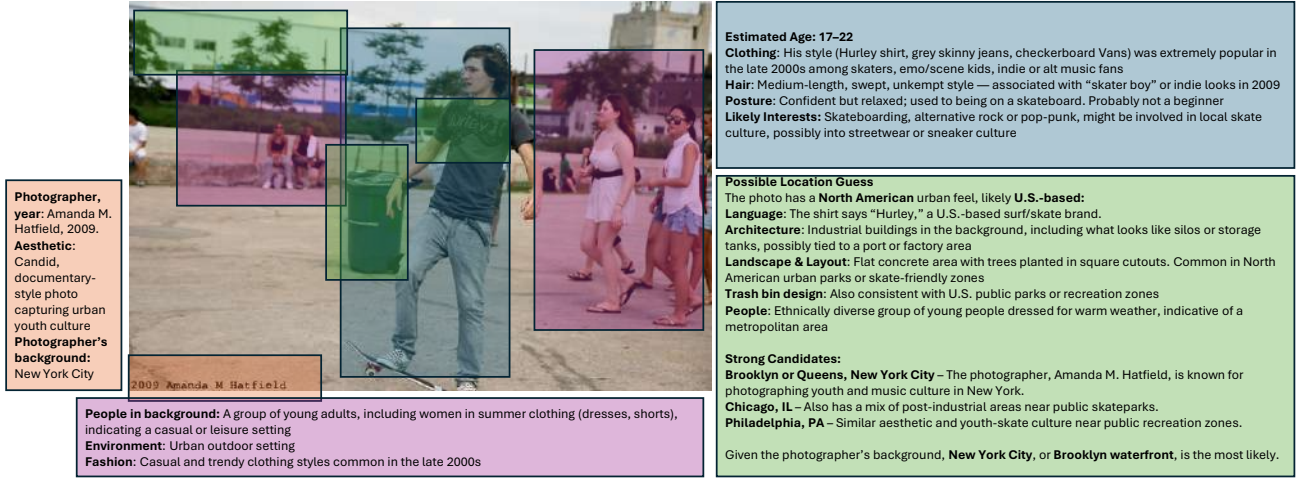 Estimated Age: 17–22
Clothing: His style (Hurley shirt, grey skinny jeans, checkerboard Vans) was extremely popular in
the late 2000s among skaters, emo/scene kids, indie or alt music fans
Hair: Medium-length, swept, unkempt style — associated with “skater boy” or indie looks in 2009
Posture: Confident but relaxed; used to being on a skateboard. Probably not a beginner
Likely Interests: Skateboarding, alternative rock or pop-punk, might be involved in local skate
culture, possibly into streetwear or sneaker culture
Hurley
Photographer,
year: Amanda M.
Hatfield, 2009.
Aesthetic:
Candid,
documentary-
style photo
capturing urban
youth culture
Photographer's
background:
New York City
2009 Amanda M Hatfield
People in background: A group of young adults, including women in summer clothing (dresses, shorts),
indicating a casual or leisure setting
Environment: Urban outdoor setting
Fashion: Casual and trendy clothing styles common in the late 2000s
Possible Location Guess
The photo has a North American urban feel, likely U.S.-based:
Language: The shirt says “Hurley,” a U.S.-based surf/skate brand.
Architecture: Industrial buildings in the background, including what looks like silos or storage
tanks, possibly tied to a port or factory area
Landscape & Layout: Flat concrete area with trees planted in square cutouts. Common in North
American urban parks or skate-friendly zones
Trash bin design: Also consistent with U.S. public parks or recreation zones
People: Ethnically diverse group of young people dressed for warm weather, indicative of a
metropolitan area
Strong Candidates:
Brooklyn or Queens, New York City – The photographer, Amanda M. Hatfield, is known for
photographing youth and music culture in New York.
Chicago, IL – Also has a mix of post-industrial areas near public skateparks.
Philadelphia, PA – Similar aesthetic and youth-skate culture near public recreation zones.
Given the photographer's background, New York City, or Brooklyn waterfront, is the most likely.